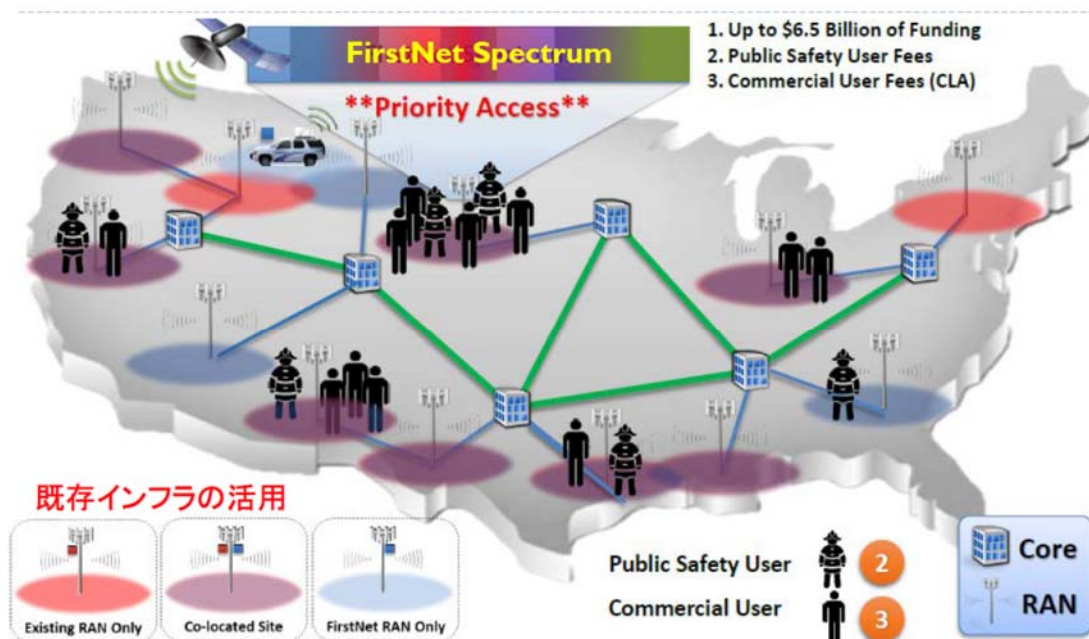 FirstNet Spectrum
**Priority Access**
1. Up to $6.5 Billion of Funding
2. Public Safety User Fees
3. Commercial User Fees (CLA)
既存インフラの活用
Existing RAN Only
Co-located Site
FirstNet RAN Only
Public Safety User
2
Commercial User
3
Core
RAN